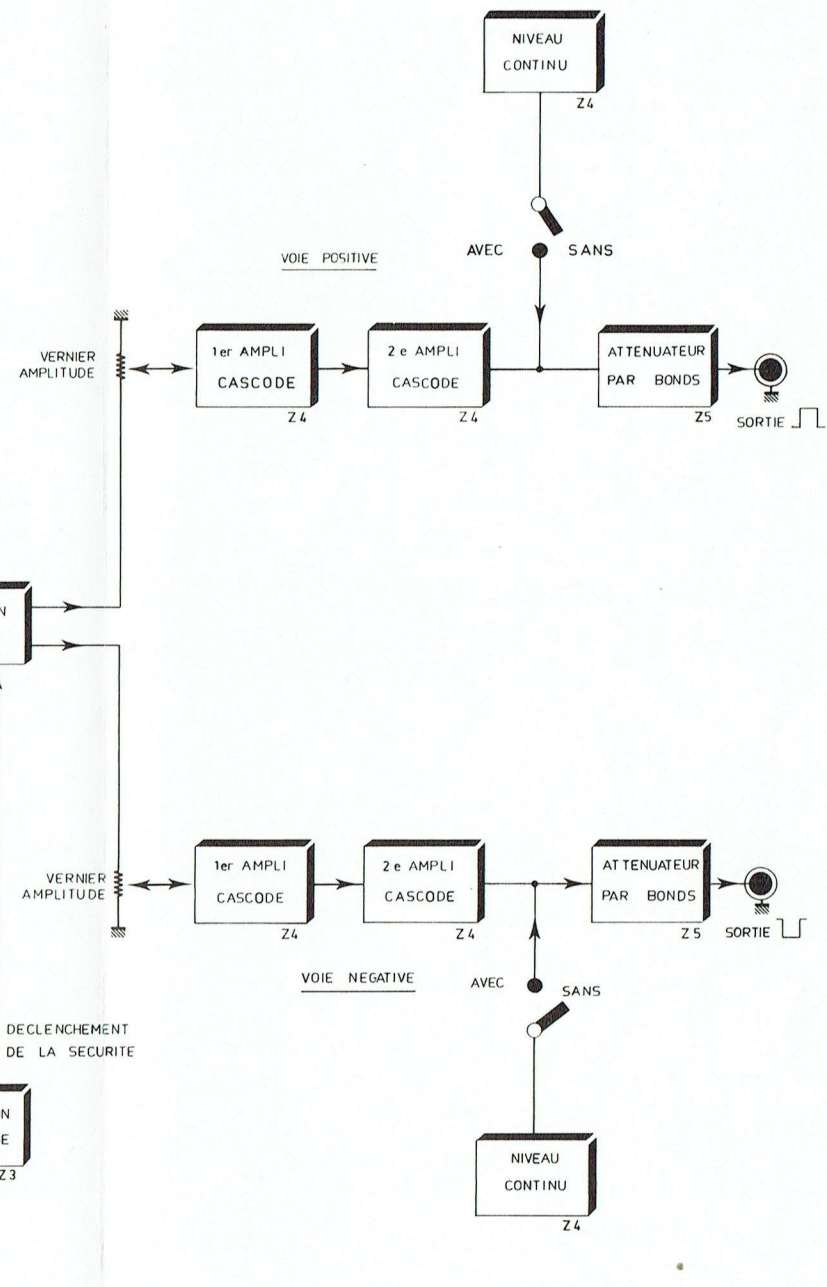 NIVEAU
CONTINU
Z4
AVEC SANS
VOIE POSITIVE
VERNIER
AMPLITUDE
1er AMPLI
CASCODE
Z4
2e AMPLI
CASCODE
Z4
ATTENUATEUR
PAR BONDS
Z5
SORTIE
N
VERNIER
AMPLITUDE
1er AMPLI
CASCODE
Z4
2e AMPLI
CASCODE
Z4
ATTENUATEUR
PAR BONDS
Z5
SORTIE
VOIE NEGATIVE
AVEC
SANS
DECLENCHEMENT
DE LA SECURITE
N
E
Z3
NIVEAU
CONTINU
Z4